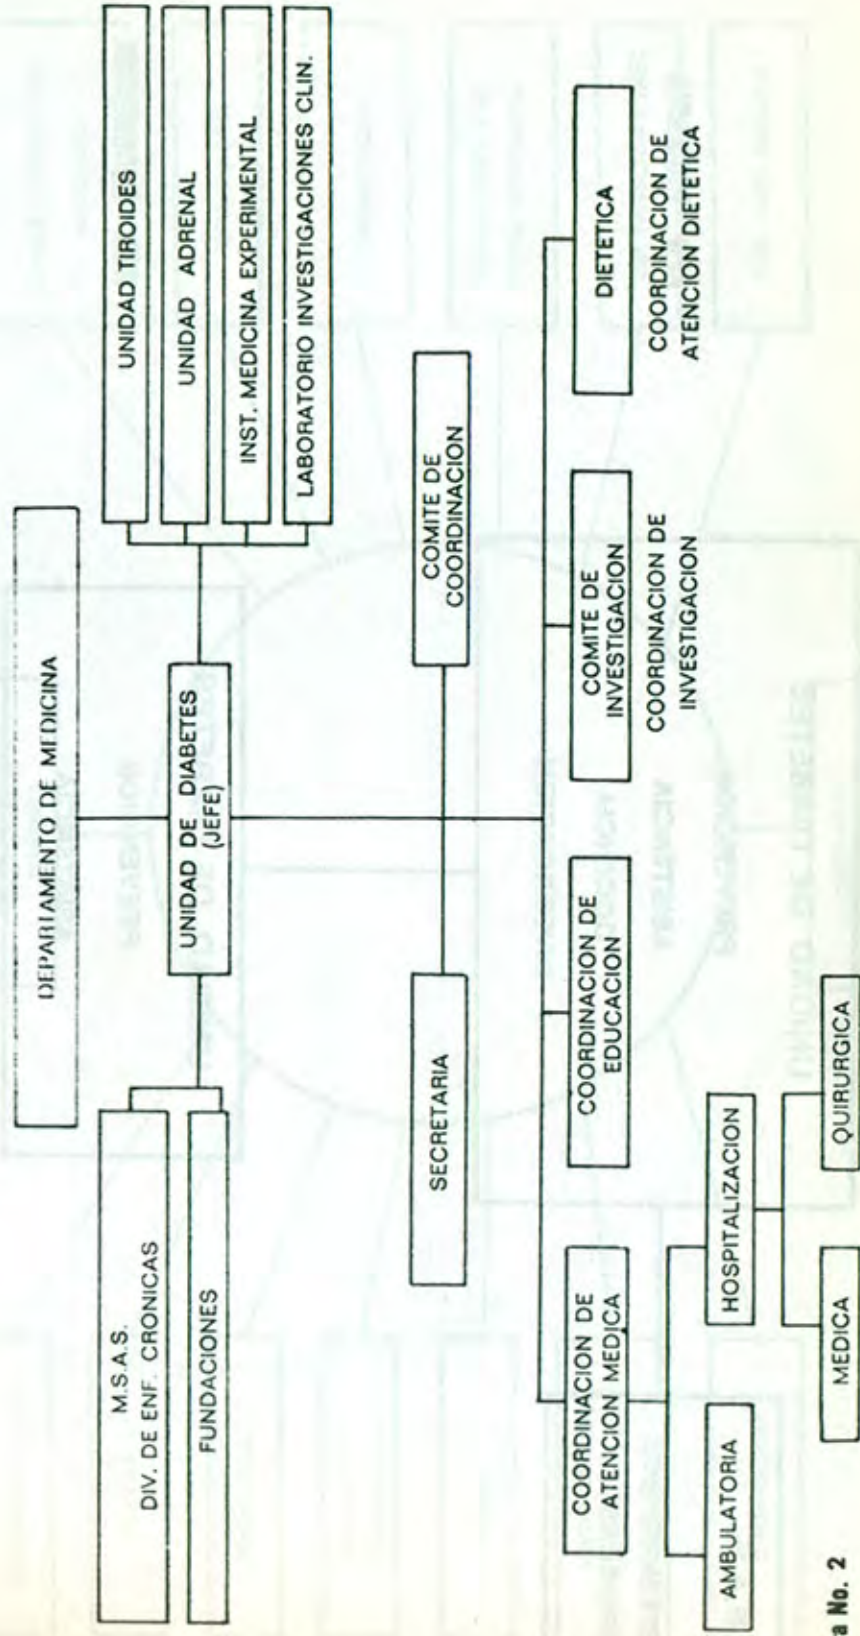 DEPARTAMENTO DE MEDICINA
M.S.A.S.
DIV. DE ENF. CRONICAS
FUNDACIONES
UNIDAD DE DIABETES
(JEFE)
UNIDAD TIROIDES
UNIDAD ADRENAL
INST. MEDICINA EXPERIMENTAL
LABORATORIO INVESTIGACIONES CLIN.
SECRETARIA
COMITE DE
COORDINACION
COORDINACION DE
ATENCION MEDICA
COORDINACION DE
EDUCACION
COMITE DE
INVESTIGACION
COORDINACION DE
INVESTIGACION
DIETETICA
COORDINACION DE
ATENCION DIETETICA
AMBULATORIA
HOSPITALIZACION
MEDICA
QUIRURGICA
No. 2